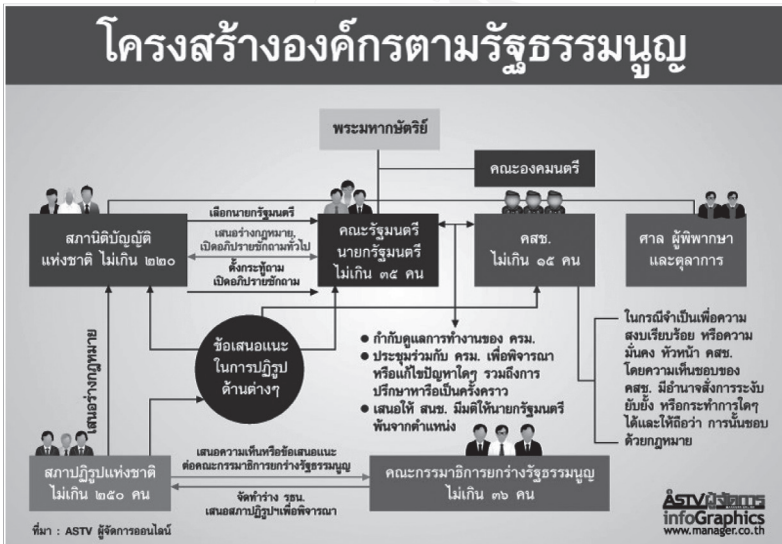 โครงสร้างองค์กรตามรัฐธรรมนูญ
พระมหากษัตริย์
คณะองคมนตรี
สภานิติบัญญัติ
แห่งชาติ ไม่เกิน ๒๒๐
เลือกนายกรัฐมนตรี
เสนอร่างกฎหมาย,
เปิดอภิปรายซักถามทั่วไป
ตั้งกระทู้ถาม
เปิดอภิปรายซักถาม
คณะรัฐมนตรี
นายกรัฐมนตรี
ไม่เกิน ๓๕ คน
คสช.
ไม่เกิน ๑๕ คน
ศาล ผู้พิพากษา
และตุลาการ
เสนอร่างกฎหมาย
ข้อเสนอแนะ
ในการปฏิรูป
ด้านต่างๆ
● กำกับดูแลการทำงานของ ครม.
● ประชุมร่วมกับ ครม. เพื่อพิจารณา
หรือแก้ไขปัญหาใดๆ รวมถึงการ
ปรึกษาหารือเป็นครั้งคราว
● เสนอให้ สนช. มีมติให้นายกรัฐมนตรี
พ้นจากตำแหน่ง
ในกรณีจำเป็นเพื่อความ
สงบเรียบร้อย หรือความ
มั่นคง หัวหน้า คสช.
โดยความเห็นชอบของ
คสช. มีอำนาจสั่งการระงับ
ยับยั้ง หรือกระทำการใดๆ
ได้และให้ถือว่า การนั้นชอบ
ด้วยกฎหมาย
สภาปฏิรูปแห่งชาติ
ไม่เกิน ๒๕๐ คน
เสนอความเห็นหรือข้อเสนอแนะ
ต่อคณะกรรมาธิการยกร่างรัฐธรรมนูญ
จัดทำร่าง รธน.
เสนอสภาปฏิรูปฯเพื่อพิจารณา
คณะกรรมาธิการยกร่างรัฐธรรมนูญ
ไม่เกิน ๓๖ คน
ที่มา : ASTV ผู้จัดการออนไลน์
ASTVผู้จัดการ
infoGraphics
www.manager.co.th